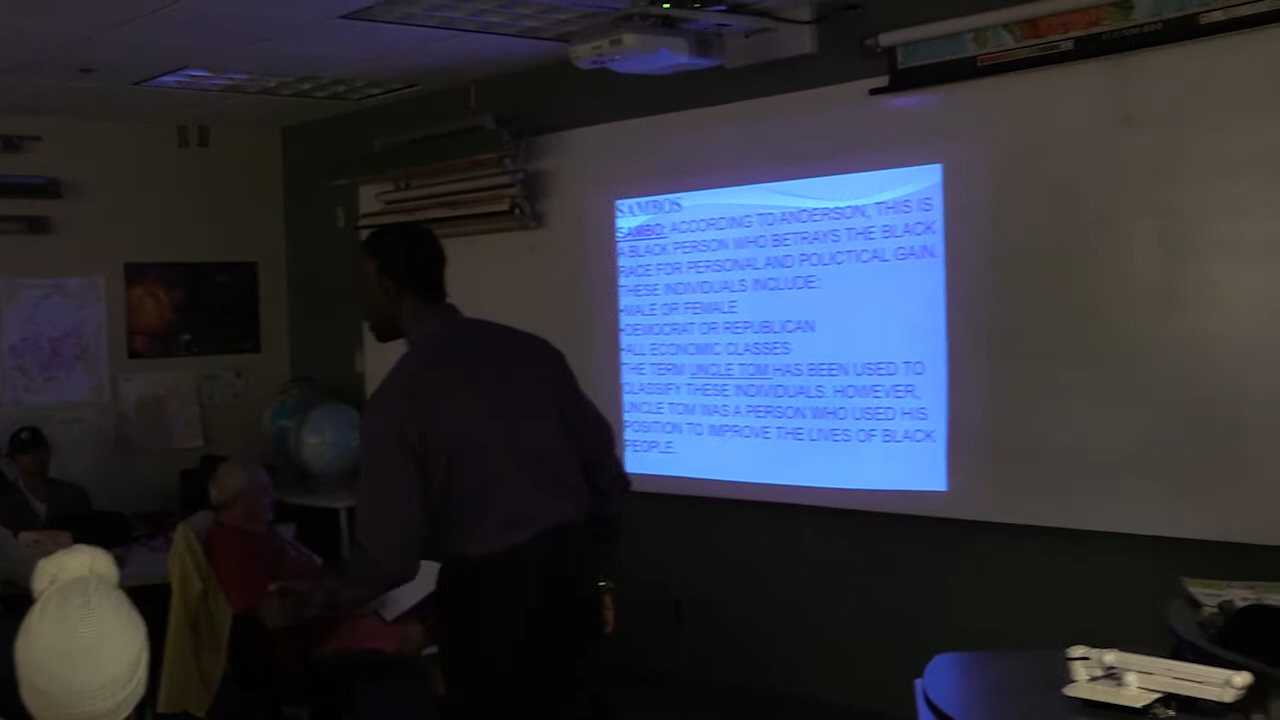 SAMBOS
SAMBO: ACCORDING TO ANDERSON, THIS IS
A BLACK PERSON WHO BETRAYS THE BLACK
RACE FOR PERSONAL AND POLICTICAL GAIN.
THESE INDIVIDUALS INCLUDE:
MALE OR FEMALE
DEMOCRAT OR REPUBLICAN
ALL ECONOMIC CLASSES
THE TERM UNCLE TOM HAS BEEN USED TO
CLASSIFY THESE INDIVIDUALS. HOWEVER,
UNCLE TOM WAS A PERSON WHO USED HIS
POSITION TO IMPROVE THE LIVES OF BLACK
PEOPLE.